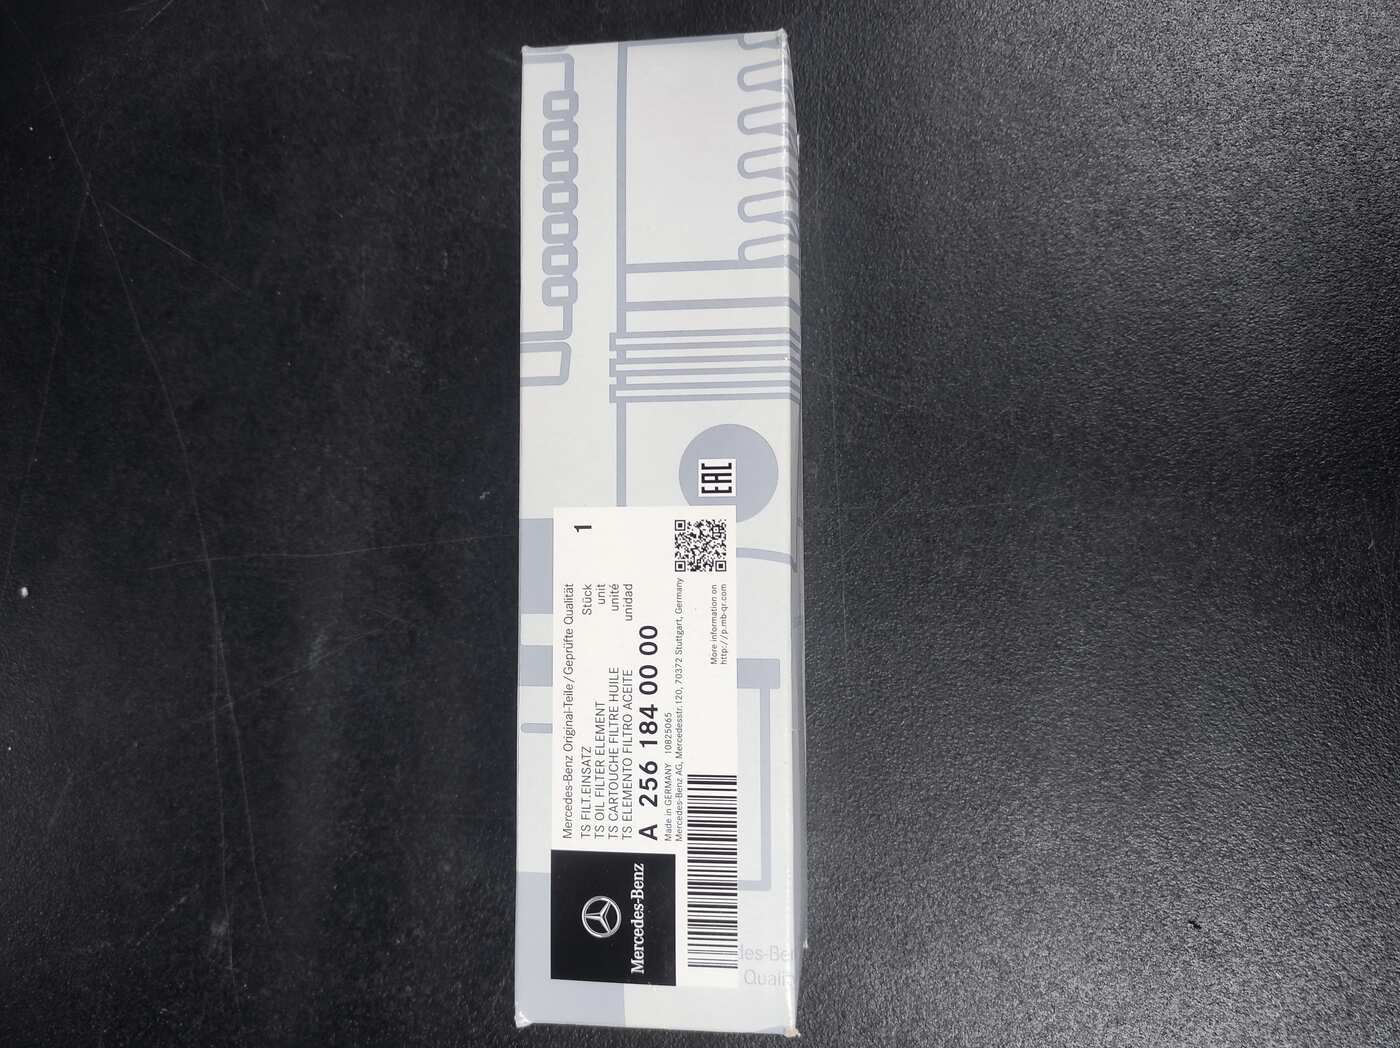 Mercedes-Benz Original-Teile/Geprüfte Qualität
TS FILT.EINSATZ Stück 1
TS OIL FILTER ELEMENT unit
TS CARTOUCHE FILTRE HUILE unité
TS ELEMENTO FILTRO ACEITE unidad
A 256 184 00 00
Made in GERMANY 10825065
Mercedes-Benz AG, Mercedesstr.120, 70372 Stuttgart, Germany
More information on
http://p.mb-qr.com
Mercedes-Benz
EAC